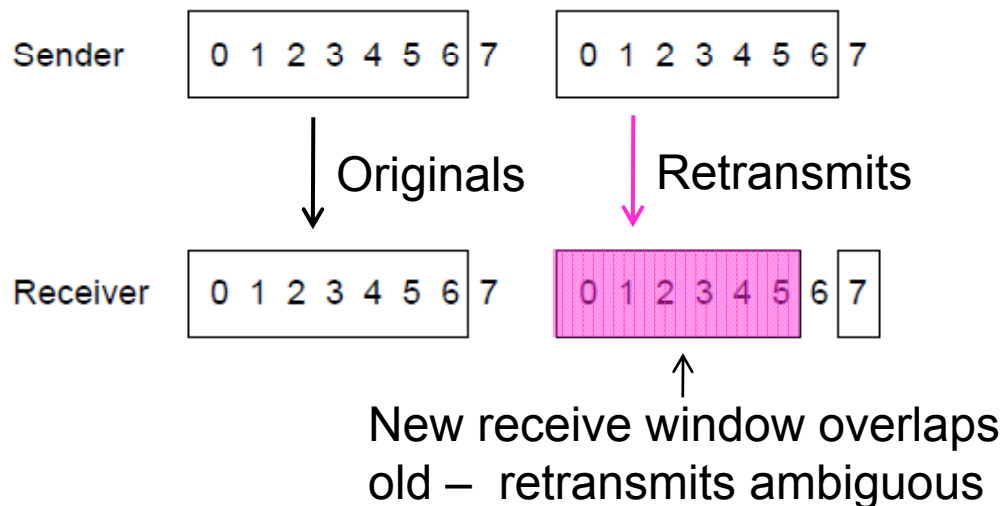 Sender 0 1 2 3 4 5 6 7 0 1 2 3 4 5 6 7
Originals Retransmits
Receiver 0 1 2 3 4 5 6 7 0 1 2 3 4 5 6 7
New receive window overlaps
old – retransmits ambiguous